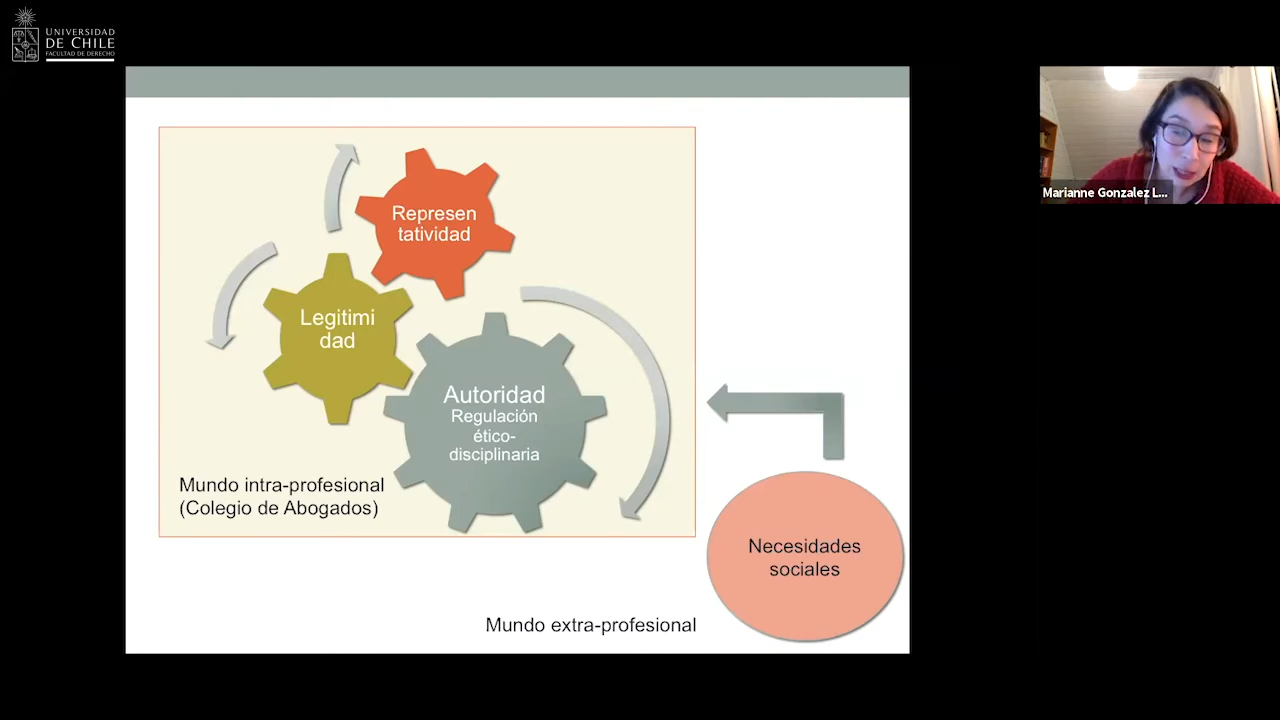 UNIVERSIDAD
DE CHILE
FACULTAD DE DERECHO
Represen
tatividad
Legitimi
dad
Autoridad
Regulación
ético-
disciplinaria
Mundo intra-profesional
(Colegio de Abogados)
Necesidades
sociales
Mundo extra-profesional
Marianne Gonzalez L...